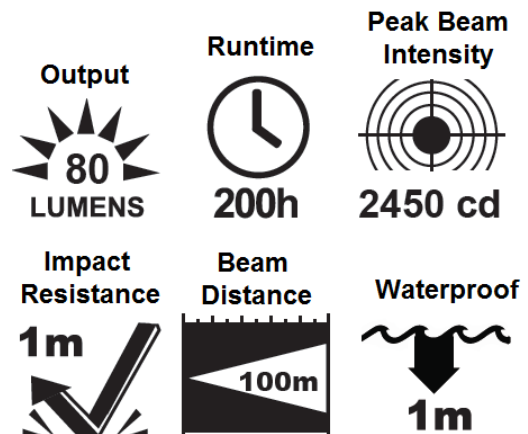 Output
80
LUMENS
Runtime
200h
Peak Beam
Intensity
2450 cd
Impact
Resistance
1m
Beam
Distance
100m
Waterproof
1m